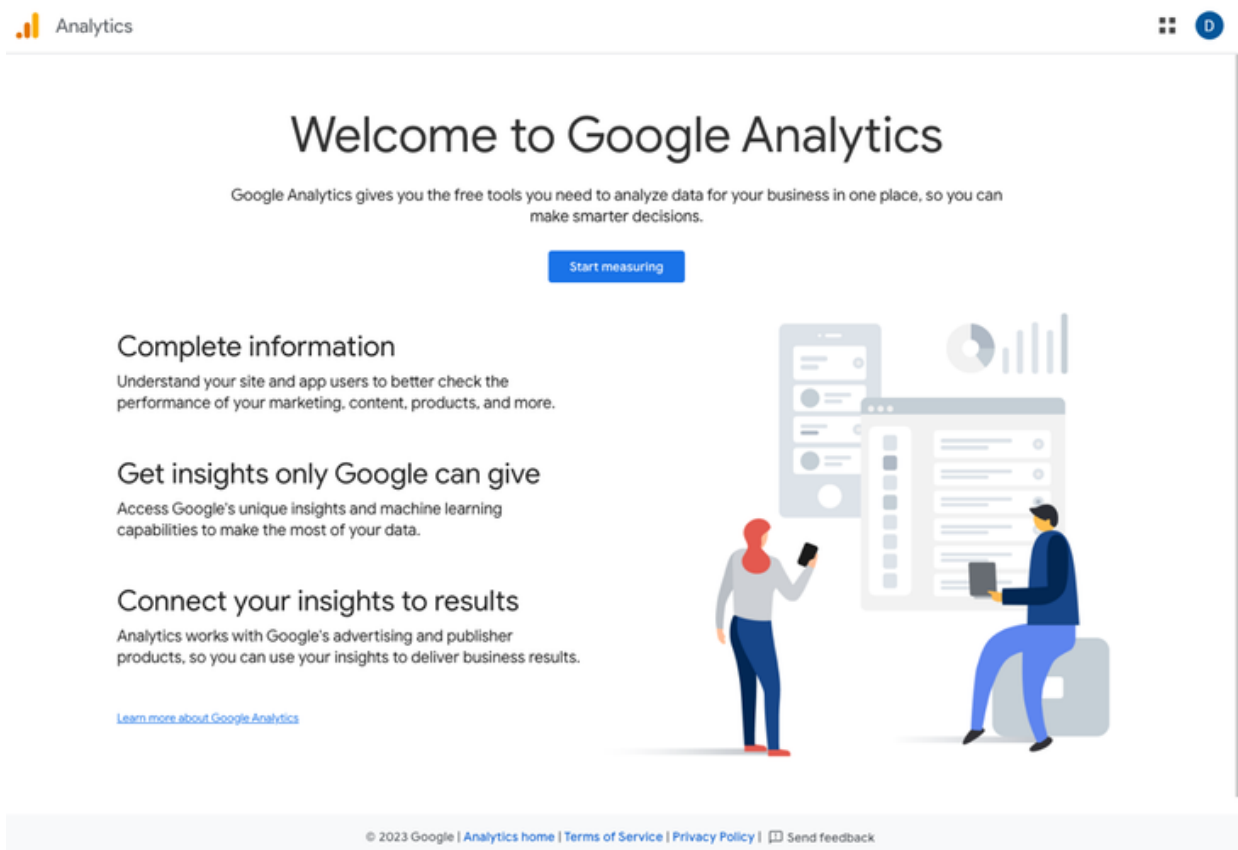 Analytics
D
Welcome to Google Analytics
Google Analytics gives you the free tools you need to analyze data for your business in one place, so you can
make smarter decisions.
Start measuring
Complete information
Understand your site and app users to better check the
performance of your marketing, content, products, and more.
Get insights only Google can give
Access Google's unique insights and machine learning
capabilities to make the most of your data.
Connect your insights to results
Analytics works with Google's advertising and publisher
products, so you can use your insights to deliver business results.
Learn more about Google Analytics
© 2023 Google | Analytics home | Terms of Service | Privacy Policy | Send feedback